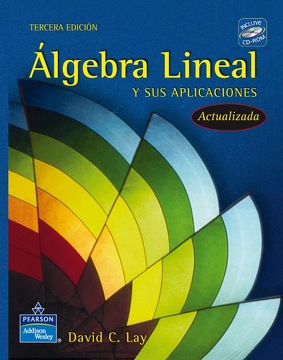 TERCERA EDICIÓN
INCLUYE
CD-ROM
Álgebra Lineal
Y SUS APLICACIONES
Actualizada
PEARSON
Addison
Wesley
David C. Lay